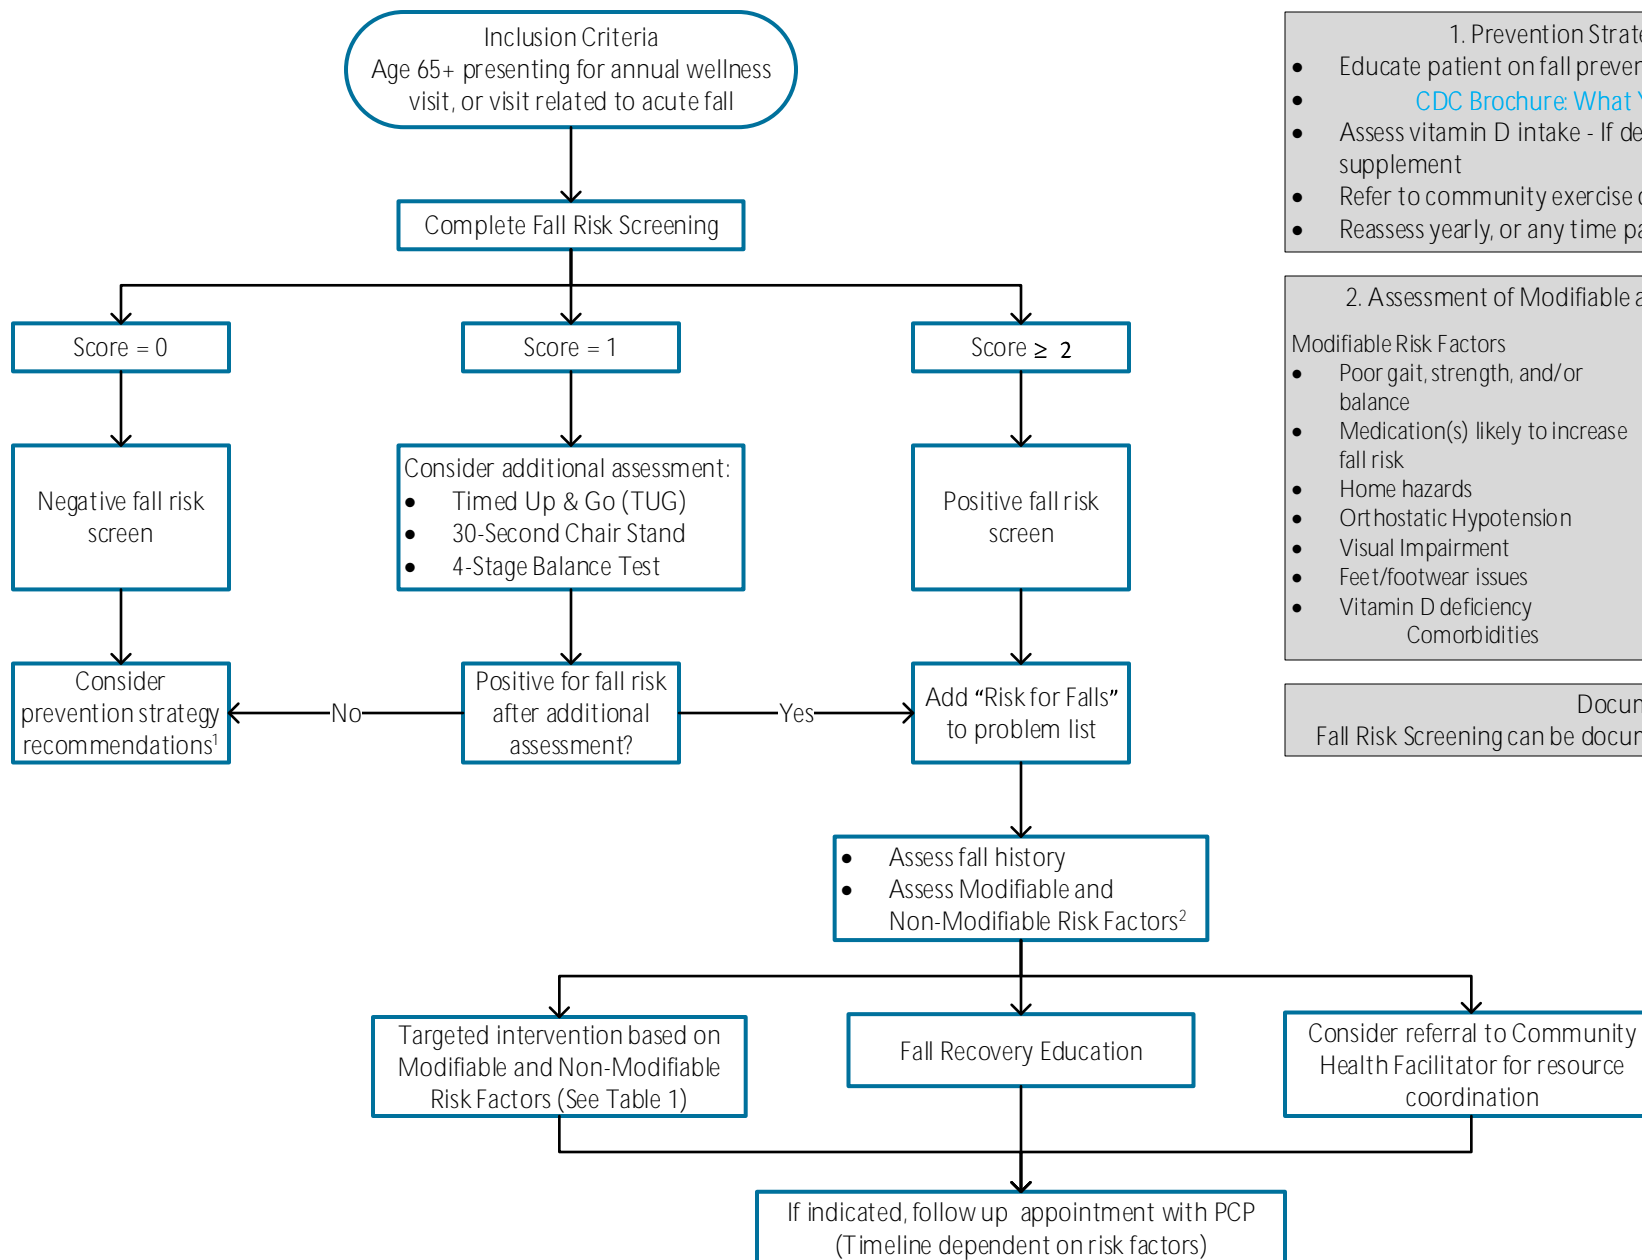 Inclusion Criteria
Age 65+ presenting for annual wellness
visit, or visit related to acute fall
Complete Fall Risk Screening
Score = 0
Score = 1
Score ≥ 2
Negative fall risk
screen
Consider additional assessment:
• Timed Up & Go (TUG)
• 30-Second Chair Stand
• 4-Stage Balance Test
Positive fall risk
screen
Consider
prevention strategy
recommendations1
No
Positive for fall risk
after additional
assessment?
Yes
Add “Risk for Falls”
to problem list
• Assess fall history
• Assess Modifiable and
Non-Modifiable Risk Factors2
Targeted intervention based on
Modifiable and Non-Modifiable
Risk Factors (See Table 1)
Fall Recovery Education
Consider referral to Community
Health Facilitator for resource
coordination
If indicated, follow up appointment with PCP
(Timeline dependent on risk factors)
1. Prevention Strate
• Educate patient on fall preven
• CDC Brochure: What
• Assess vitamin D intake - If de
supplement
• Refer to community exercise
• Reassess yearly, or any time pa
2. Assessment of Modifiable a
Modifiable Risk Factors
• Poor gait, strength, and/or
balance
• Medication(s) likely to increase
fall risk
• Home hazards
• Orthostatic Hypotension
• Visual Impairment
• Feet/footwear issues
• Vitamin D deficiency
Comorbidities
Docum
Fall Risk Screening can be docum